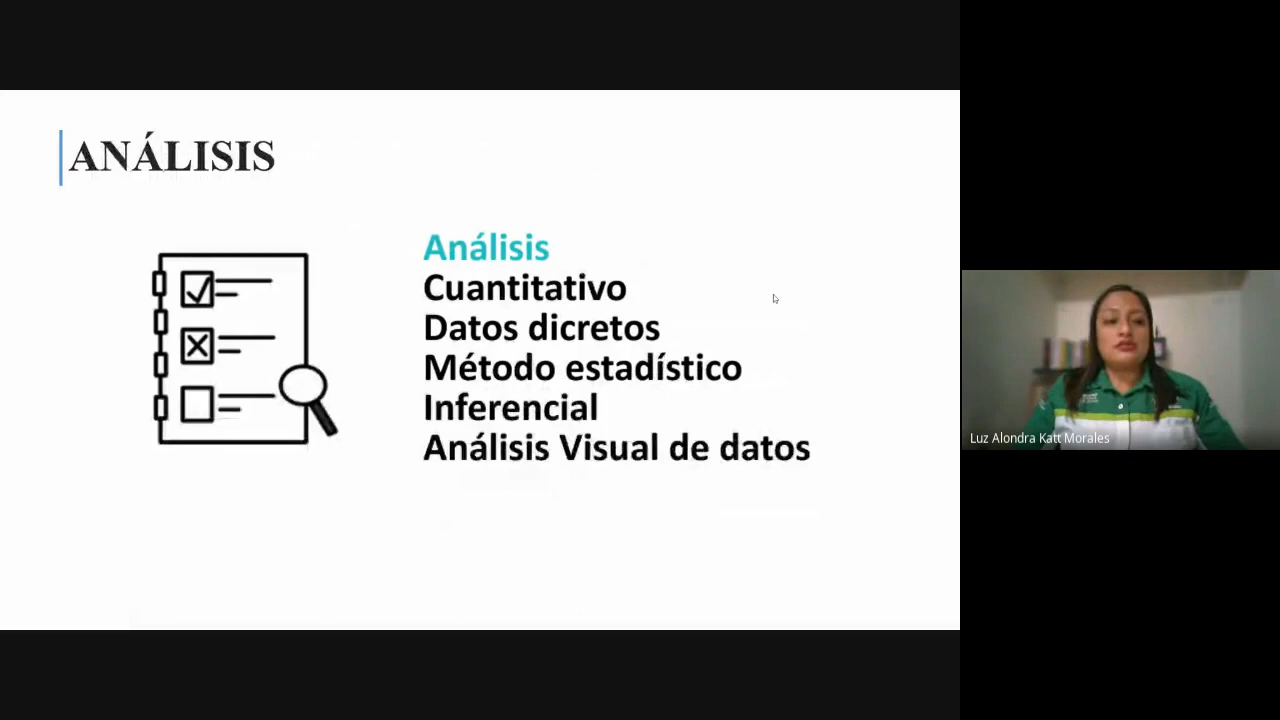 ANÁLISIS
Análisis
Cuantitativo
Datos dicretos
Método estadístico
Inferencial
Análisis Visual de datos
Luz Alondra Katt Morales